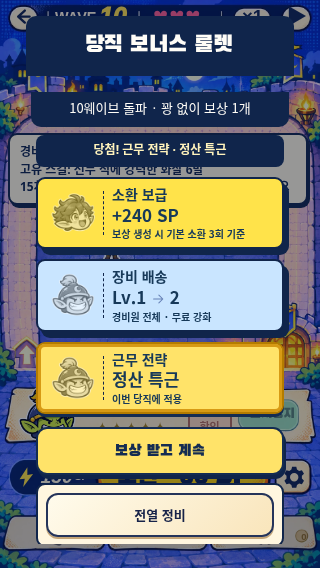 WAVE 10
x1
당직 보너스 룰렛
10웨이브 돌파 · 꽝 없이 보상 1개
당첨! 근무 전략 · 정산 특근
소환 보급
+240 SP
보상 생성 시 기본 소환 3회 기준
장비 배송
Lv.1 → 2
경비원 전체 · 무료 강화
근무 전략
정산 특근
이번 당직에 적용
보상 받고 계속
전열 정비